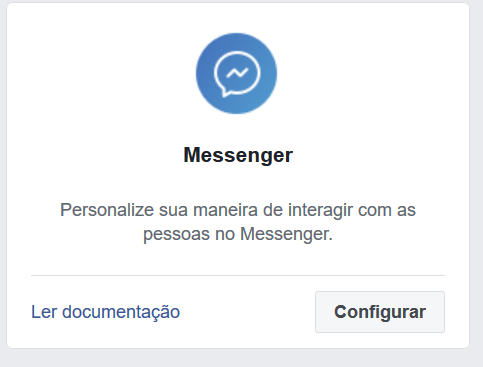 Messenger
Personalize sua maneira de interagir com as
pessoas no Messenger.
Ler documentação
Configurar